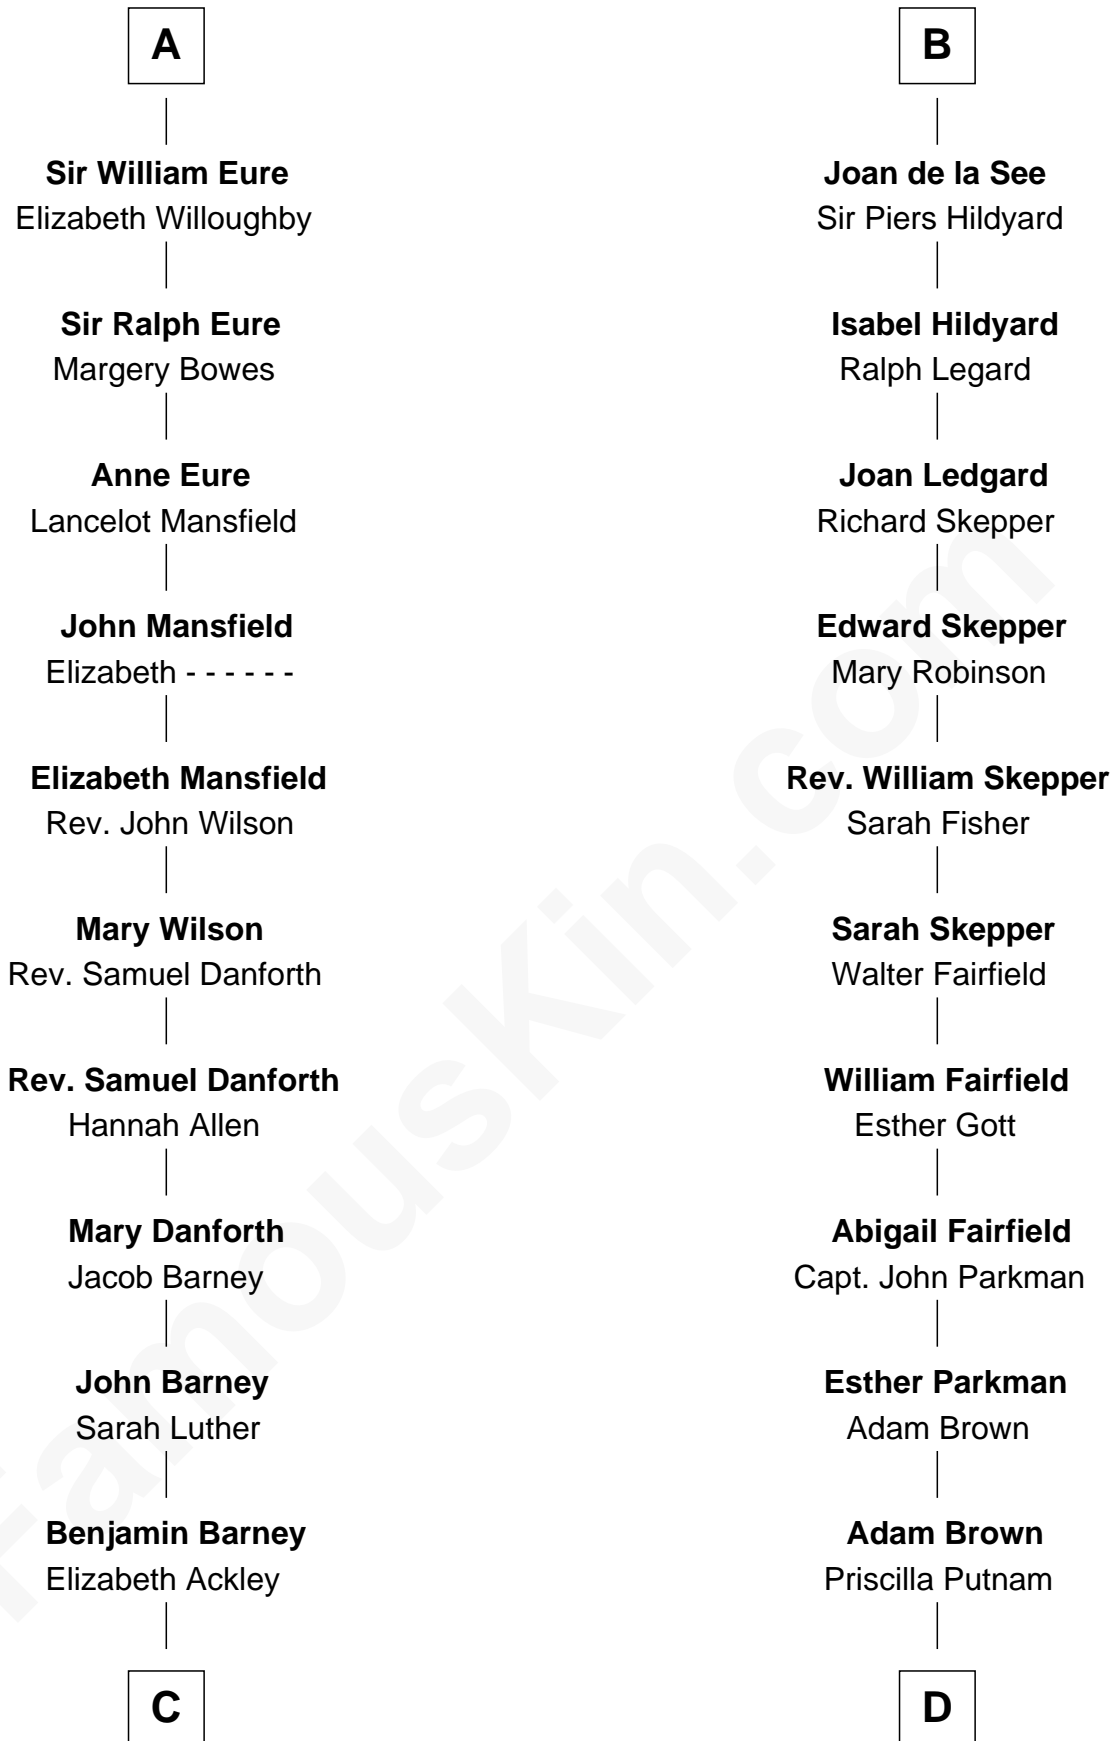 A
Sir William Eure
Elizabeth Willoughby
Sir Ralph Eure
Margery Bowes
Anne Eure
Lancelot Mansfield
John Mansfield
Elizabeth - - - - - -
Elizabeth Mansfield
Rev. John Wilson
Mary Wilson
Rev. Samuel Danforth
Rev. Samuel Danforth
Hannah Allen
Mary Danforth
Jacob Barney
John Barney
Sarah Luther
Benjamin Barney
Elizabeth Ackley
C
B
Joan de la See
Sir Piers Hildyard
Isabel Hildyard
Ralph Legard
Joan Ledgard
Richard Skepper
Edward Skepper
Mary Robinson
Rev. William Skepper
Sarah Fisher
Sarah Skepper
Walter Fairfield
William Fairfield
Esther Gott
Abigail Fairfield
Capt. John Parkman
Esther Parkman
Adam Brown
Adam Brown
Priscilla Putnam
D
FamousKin.com